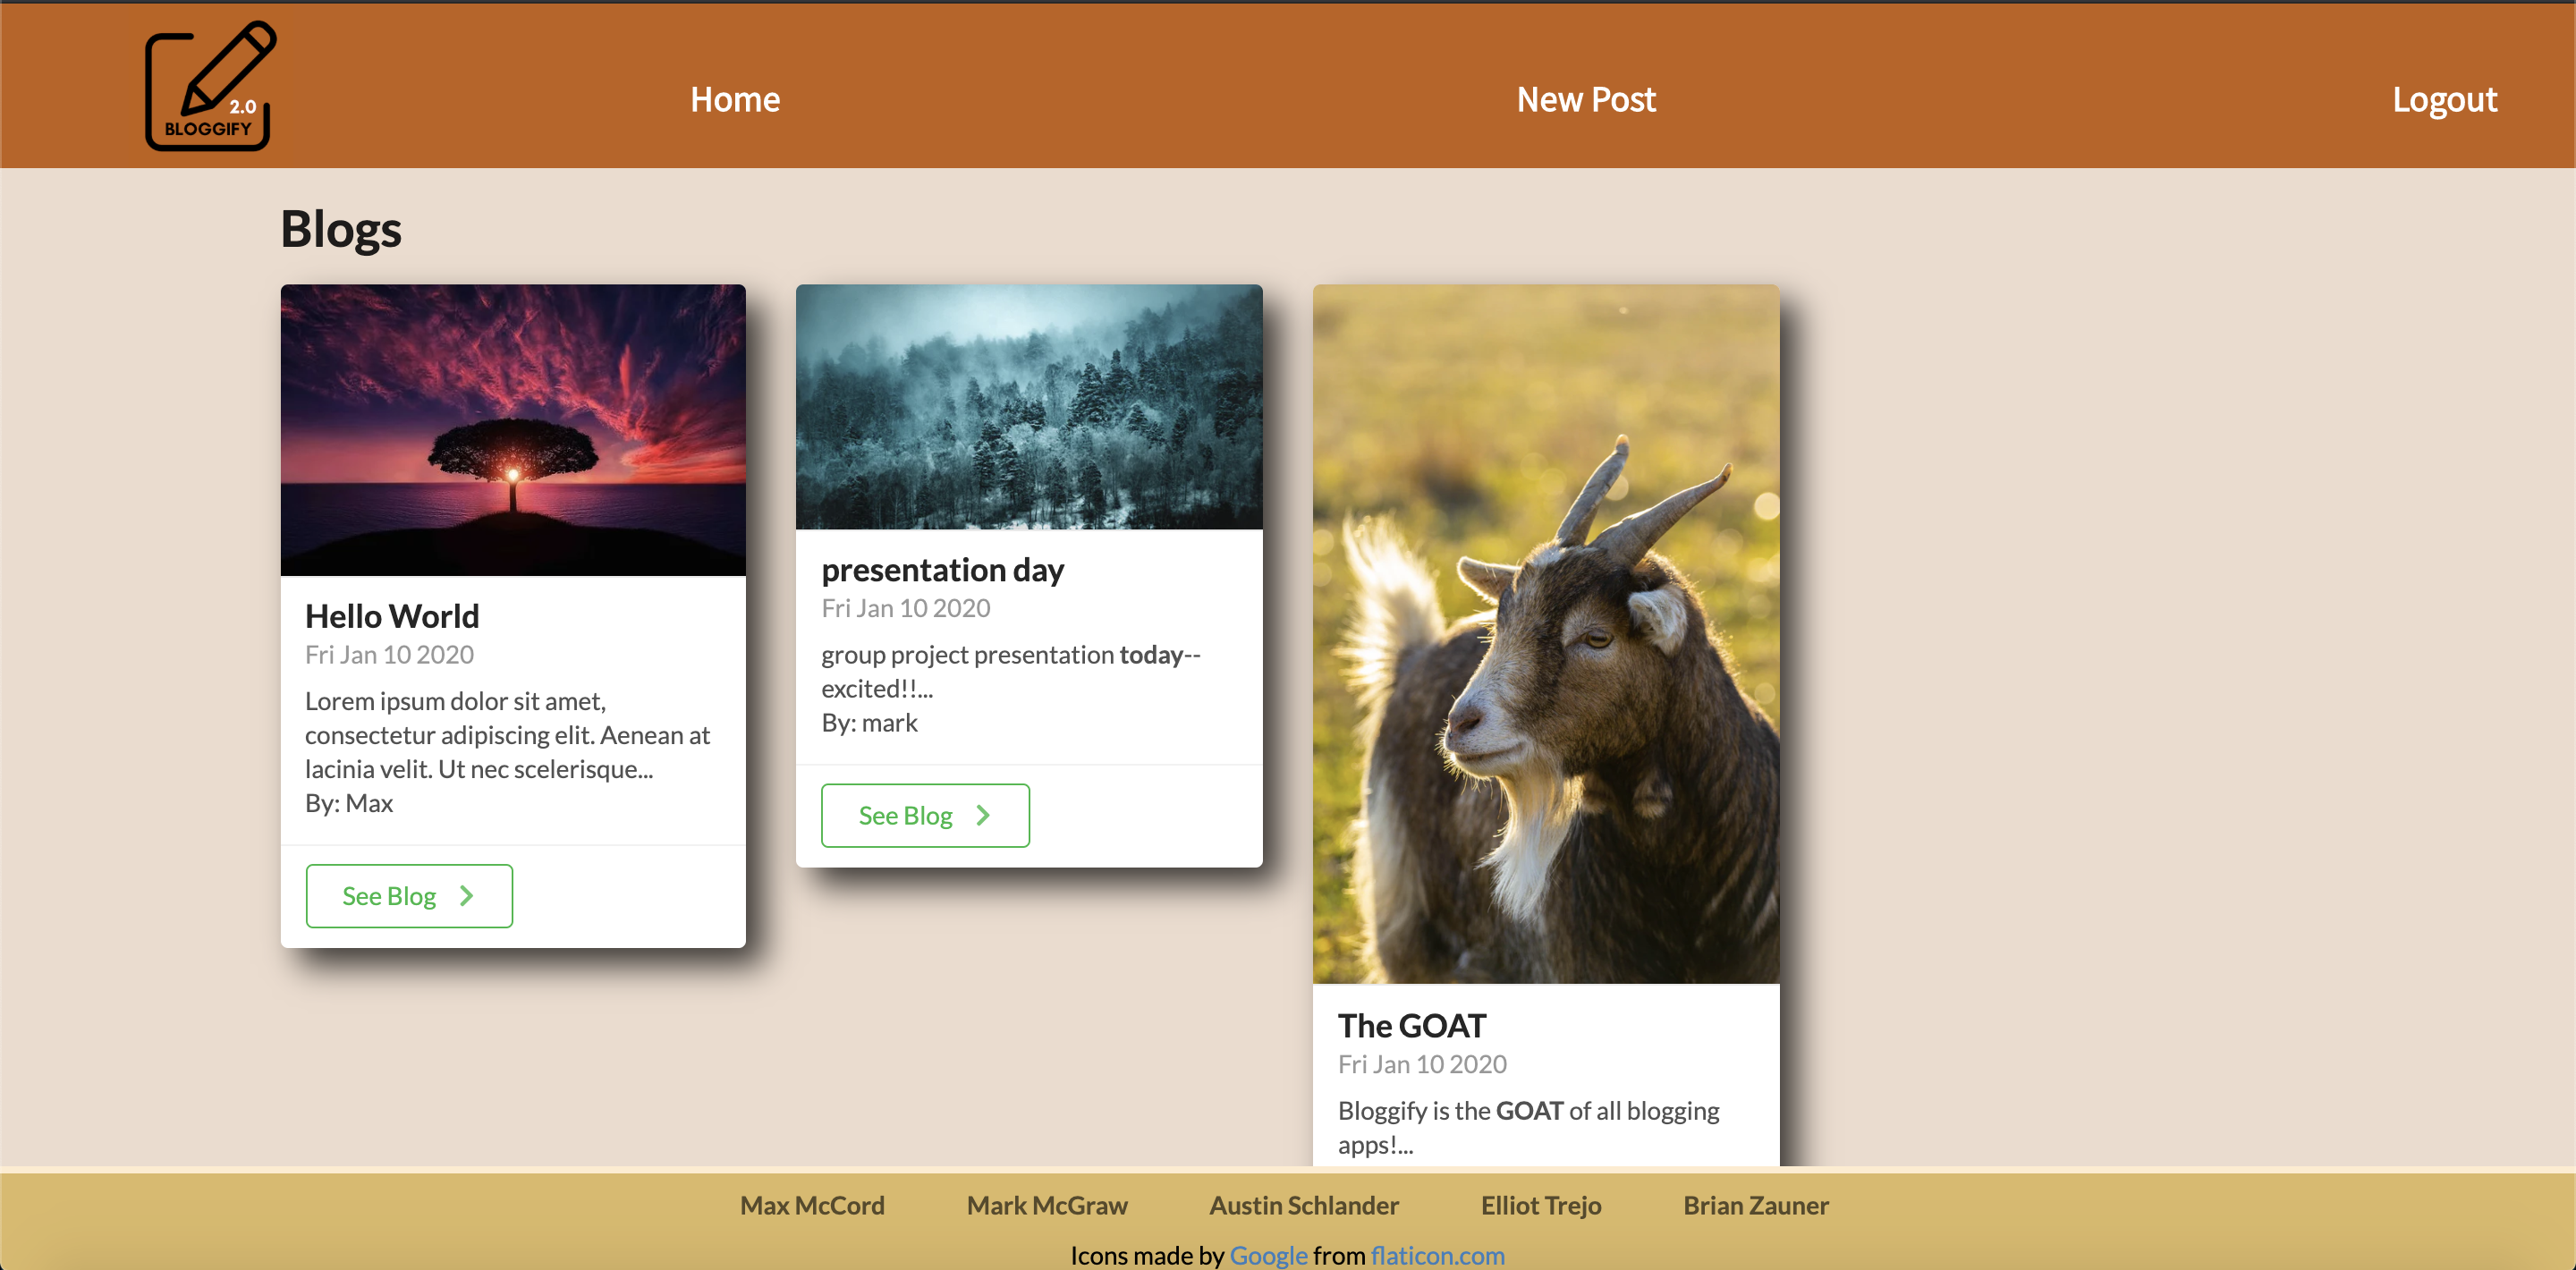 2.0
BLOGGIFY
Home
New Post
Logout
Blogs
Hello World
Fri Jan 10 2020
Lorem ipsum dolor sit amet,
consectetur adipiscing elit. Aenean at
lacinia velit. Ut nec scelerisque...
By: Max
See Blog
presentation day
Fri Jan 10 2020
group project presentation today--
excited!!...
By: mark
See Blog
The GOAT
Fri Jan 10 2020
Bloggify is the GOAT of all blogging
apps!...
Max McCord
Mark McGraw
Austin Schlander
Elliot Trejo
Brian Zauner
Icons made by Google from flaticon.com